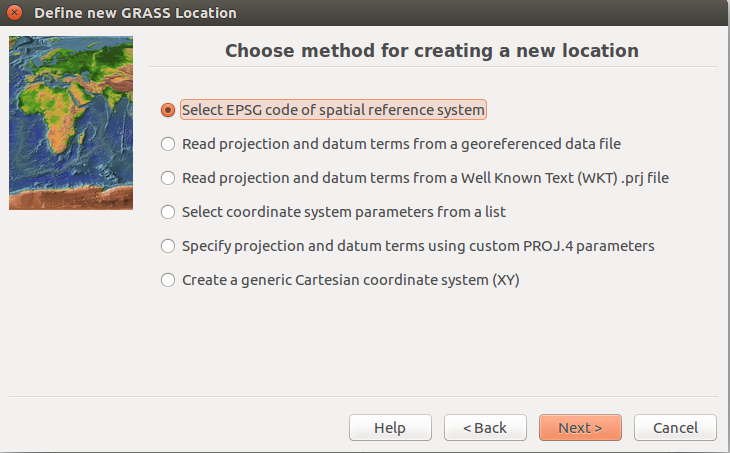 Define new GRASS Location
Choose method for creating a new location
Select EPSG code of spatial reference system
Read projection and datum terms from a georeferenced data file
Read projection and datum terms from a Well Known Text (WKT) .prj file
Select coordinate system parameters from a list
Specify projection and datum terms using custom PROJ.4 parameters
Create a generic Cartesian coordinate system (XY)
Help < Back Next > Cancel